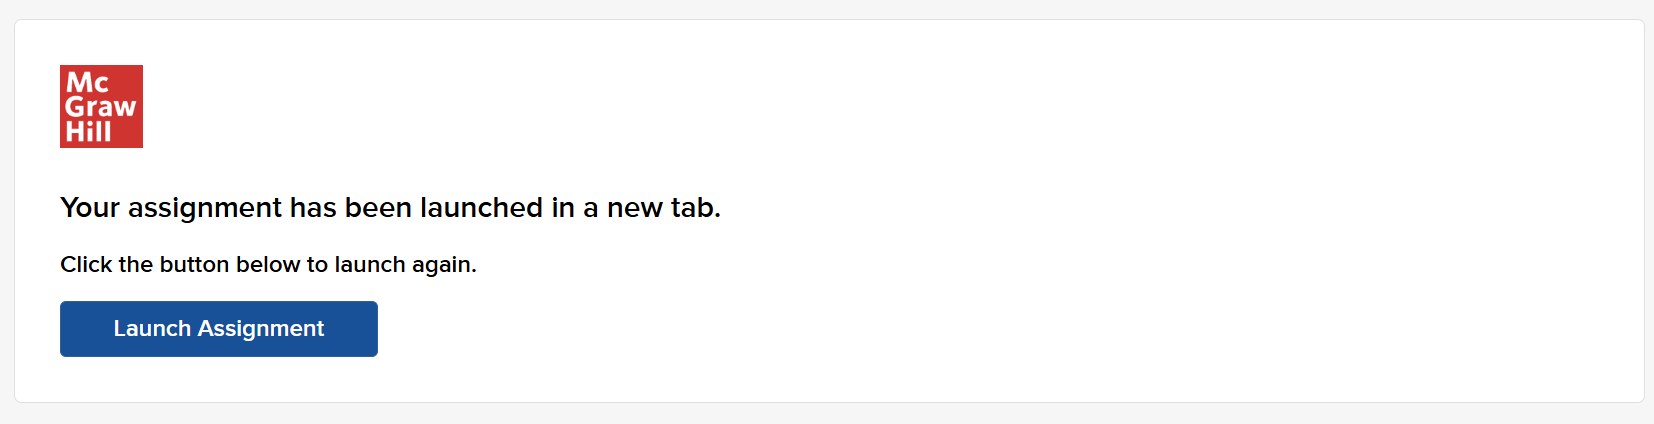 Mc
Graw
Hill
Your assignment has been launched in a new tab.
Click the button below to launch again.
Launch Assignment